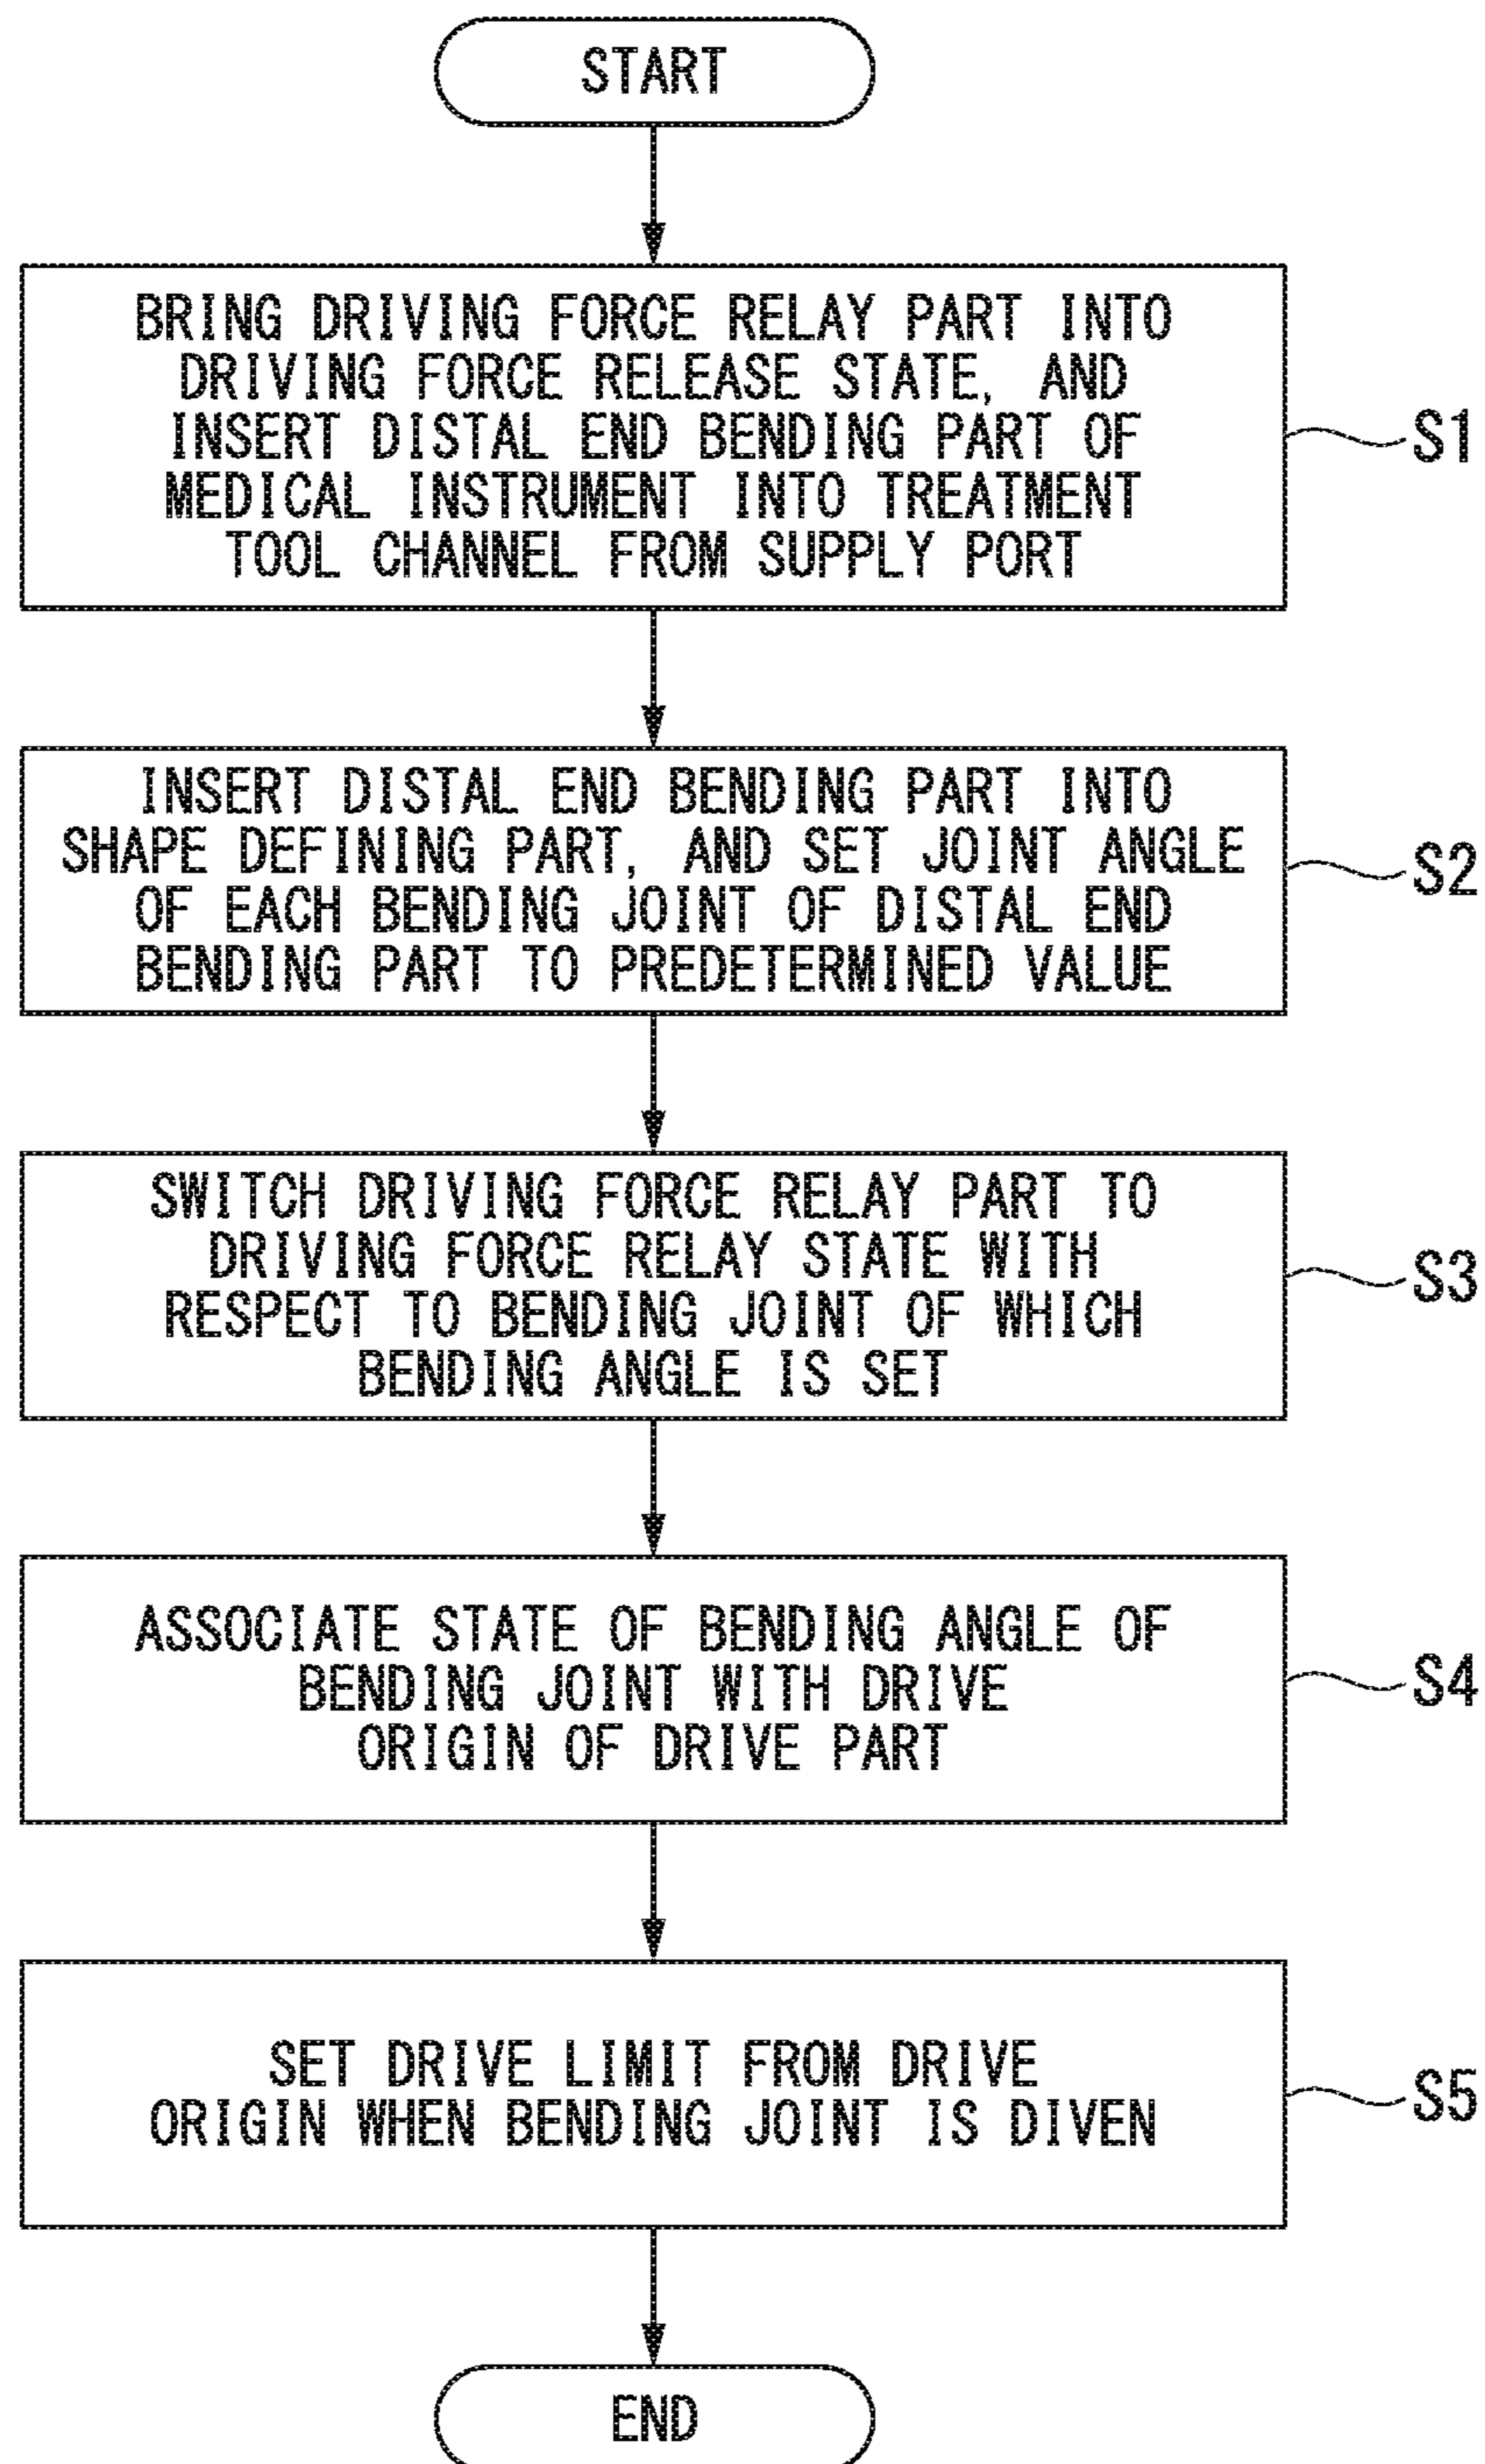 START
BRING DRIVING FORCE RELAY PART INTO
DRIVING FORCE RELEASE STATE, AND
INSERT DISTAL END BENDING PART OF
MEDICAL INSTRUMENT INTO TREATMENT
TOOL CHANNEL FROM SUPPLY PORT
S1
INSERT DISTAL END BENDING PART INTO
SHAPE DEFINING PART, AND SET JOINT ANGLE
OF EACH BENDING JOINT OF DISTAL END
BENDING PART TO PREDETERMINED VALUE
S2
SWITCH DRIVING FORCE RELAY PART TO
DRIVING FORCE RELAY STATE WITH
RESPECT TO BENDING JOINT OF WHICH
BENDING ANGLE IS SET
S3
ASSOCIATE STATE OF BENDING ANGLE OF
BENDING JOINT WITH DRIVE
ORIGIN OF DRIVE PART
S4
SET DRIVE LIMIT FROM DRIVE
ORIGIN WHEN BENDING JOINT IS DIVEN
S5
END